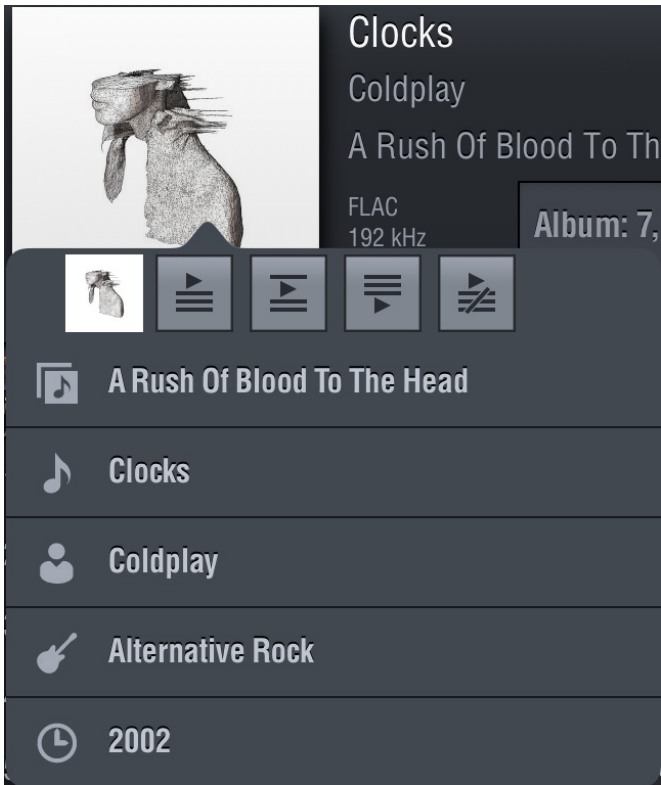 Clocks
Coldplay
A Rush Of Blood To Th
FLAC
192 kHz
Album: 7,
A Rush Of Blood To The Head
Clocks
Coldplay
Alternative Rock
2002